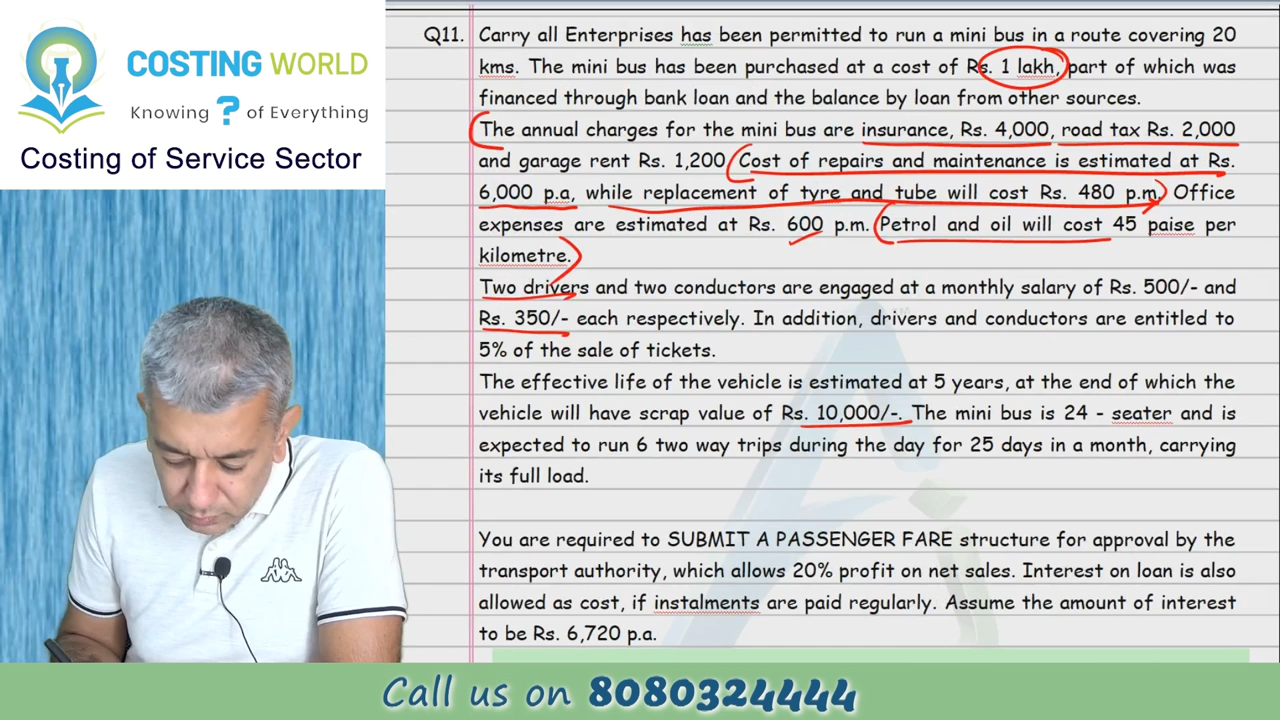 COSTING WORLD
Knowing ? of Everything
Costing of Service Sector
Q11. Carry all Enterprises has been permitted to run a mini bus in a route covering 20
kms. The mini bus has been purchased at a cost of Rs. 1 lakh, part of which was
financed through bank loan and the balance by loan from other sources.
The annual charges for the mini bus are insurance, Rs. 4,000, road tax Rs. 2,000
and garage rent Rs. 1,200. Cost of repairs and maintenance is estimated at Rs.
6,000 p.a, while replacement of tyre and tube will cost Rs. 480 p.m. Office
expenses are estimated at Rs. 600 p.m. Petrol and oil will cost 45 paise per
kilometre.
Two drivers and two conductors are engaged at a monthly salary of Rs. 500/- and
Rs. 350/- each respectively. In addition, drivers and conductors are entitled to
5% of the sale of tickets.
The effective life of the vehicle is estimated at 5 years, at the end of which the
vehicle will have scrap value of Rs. 10,000/-. The mini bus is 24 - seater and is
expected to run 6 two way trips during the day for 25 days in a month, carrying
its full load.
You are required to SUBMIT A PASSENGER FARE structure for approval by the
transport authority, which allows 20% profit on net sales. Interest on loan is also
allowed as cost, if instalments are paid regularly. Assume the amount of interest
to be Rs. 6,720 p.a.
Call us on 8080324444